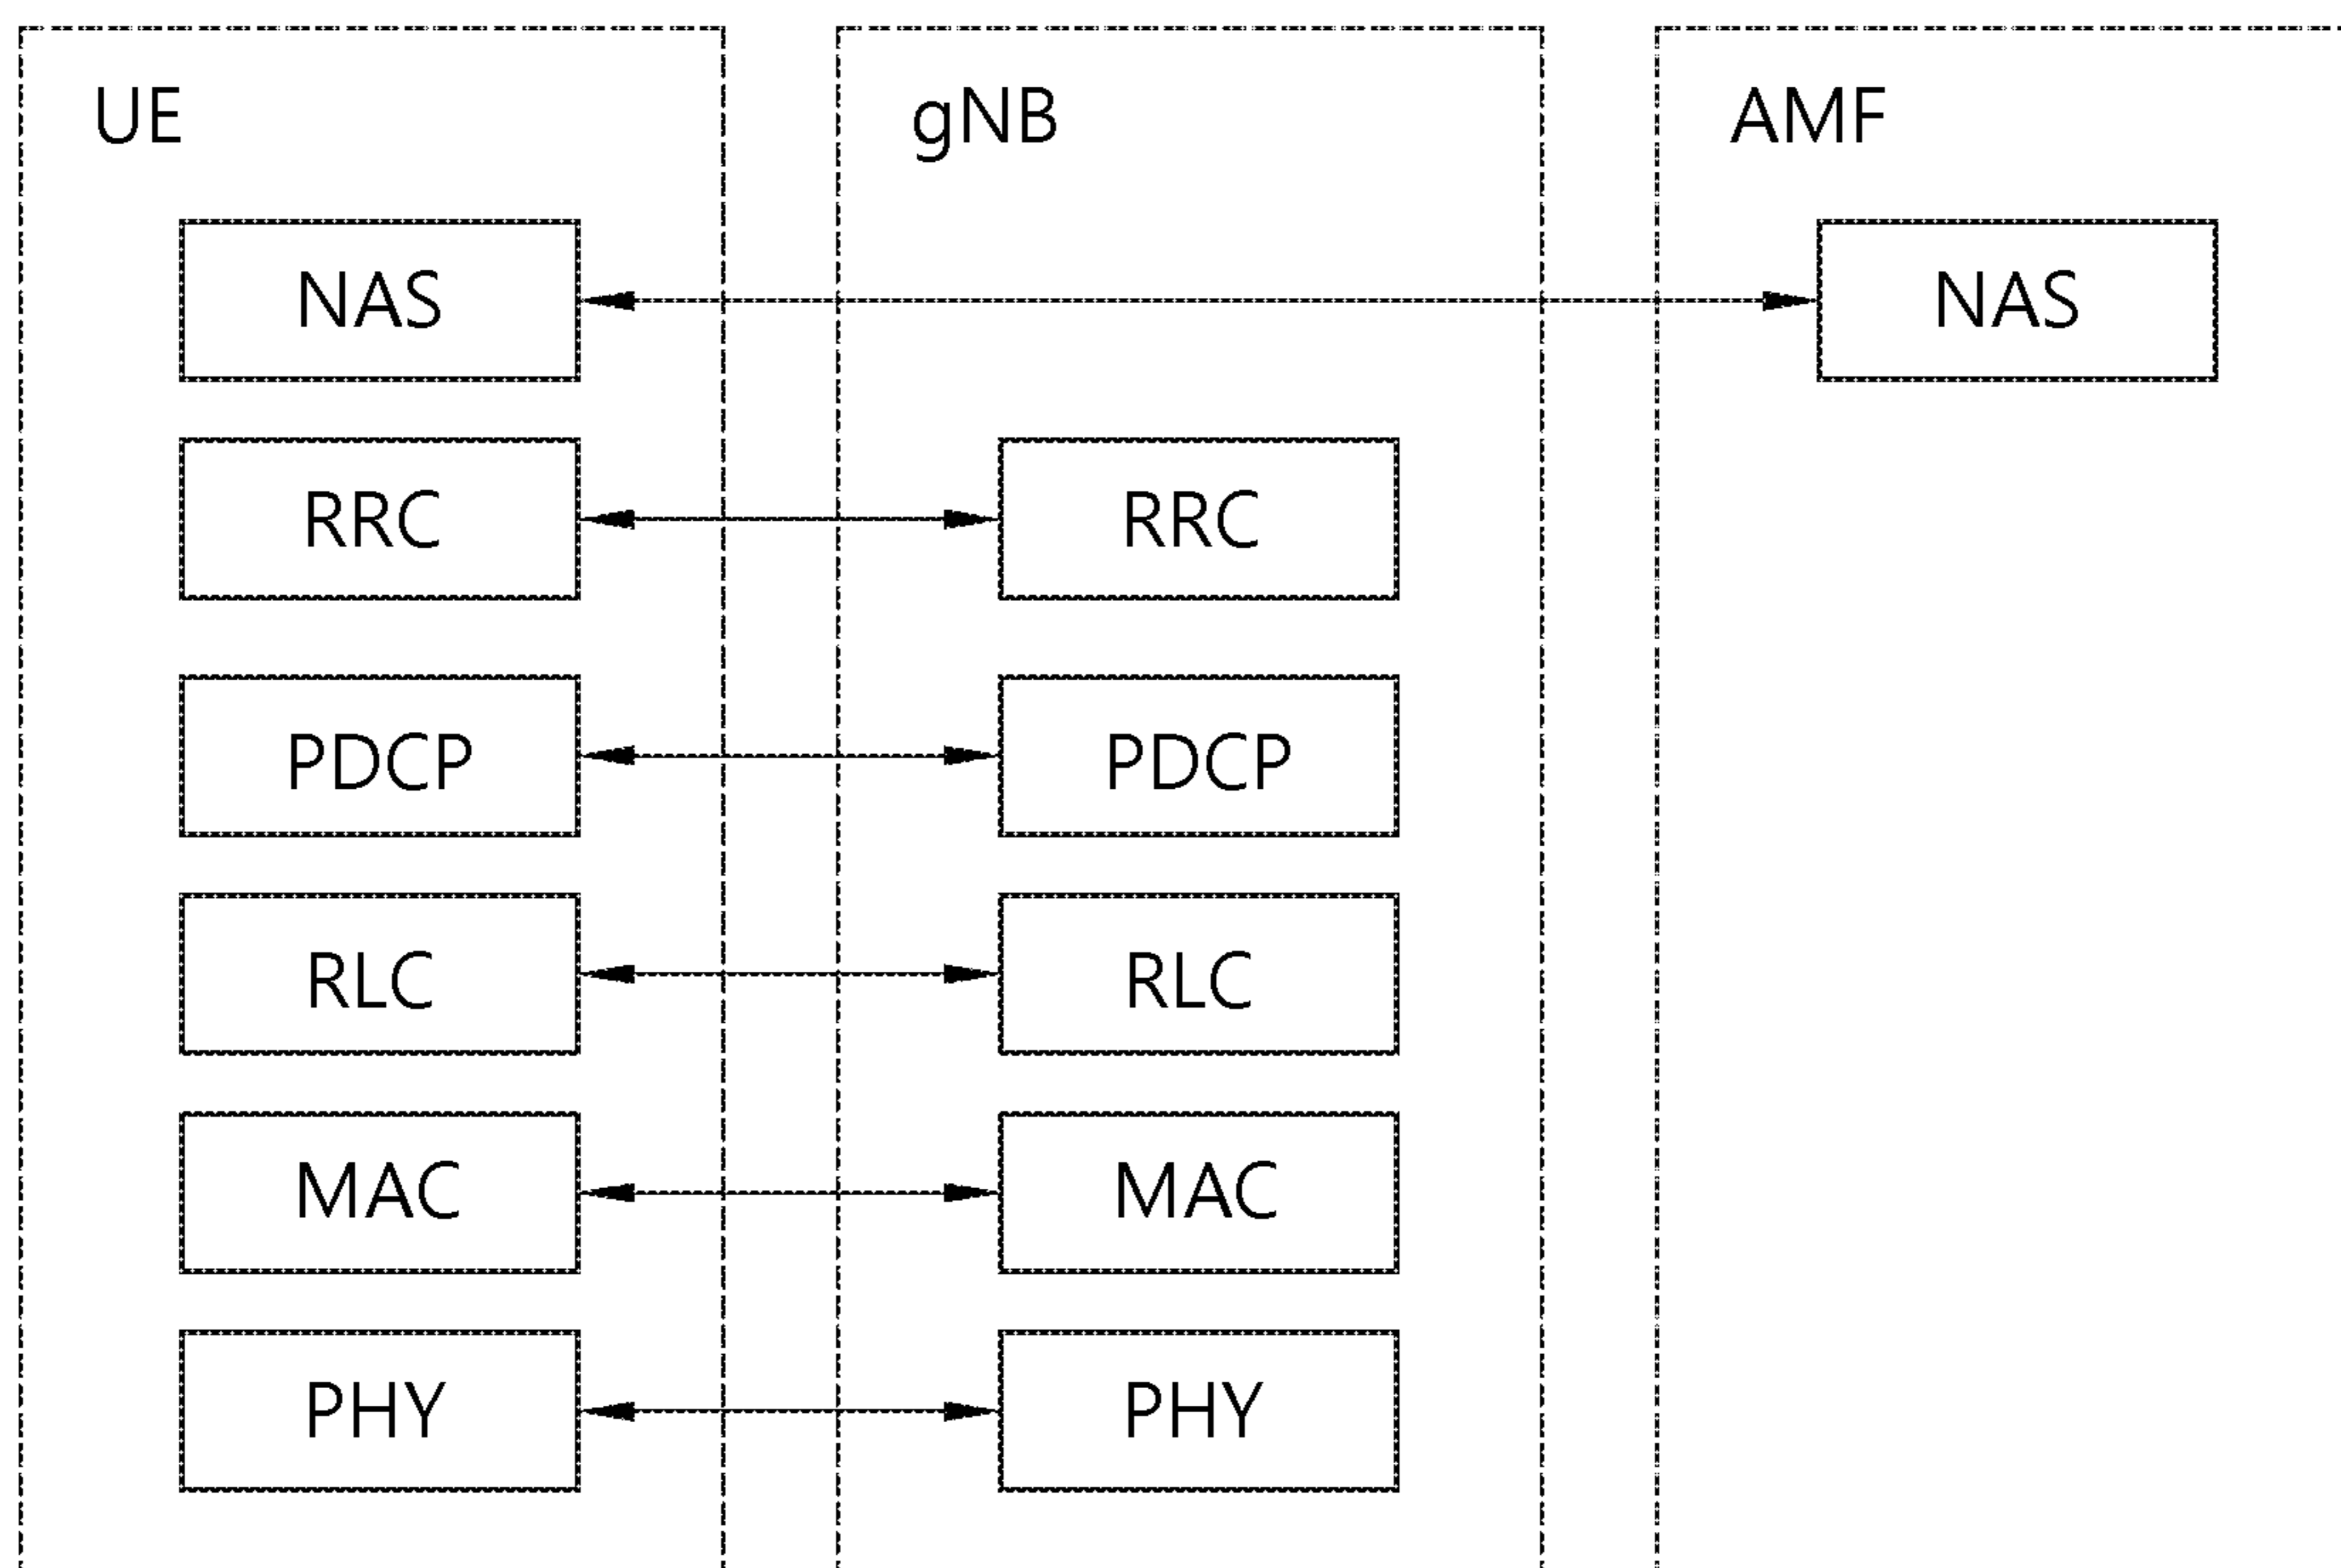 UE gNB AMF
NAS NAS
RRC RRC
PDCP PDCP
RLC RLC
MAC MAC
PHY PHY